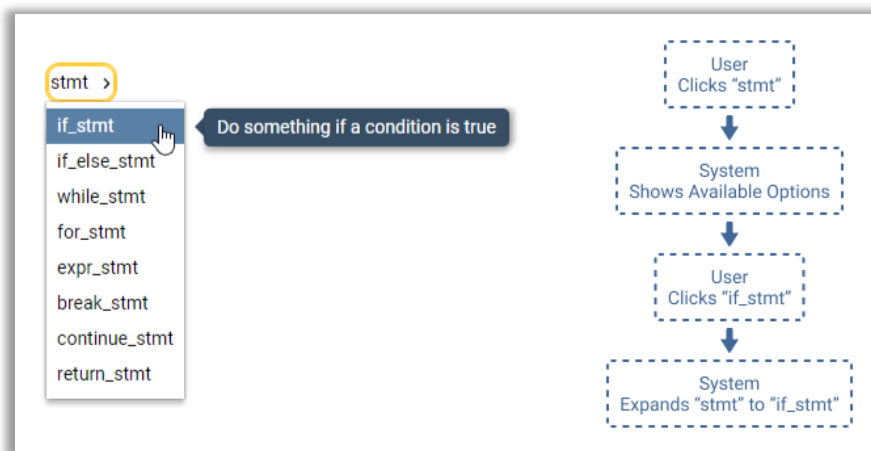 stmt >
if_stmt
Do something if a condition is true
if_else_stmt
while_stmt
for_stmt
expr_stmt
break_stmt
continue_stmt
return_stmt
User
Clicks “stmt”
System
Shows Available Options
User
Clicks “if_stmt”
System
Expands “stmt” to “if_stmt”